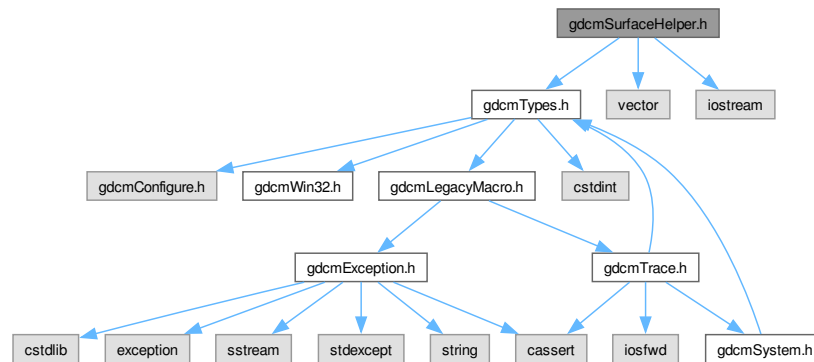 gdcmSurfaceHelper.h
gdcmTypes.h
vector
iostream
gdcmConfigure.h
gdcmWin32.h
gdcmLegacyMacro.h
cstdint
gdcmException.h
gdcmTrace.h
cstdlib
exception
sstream
stdexcept
string
cassert
iosfwd
gdcmSystem.h